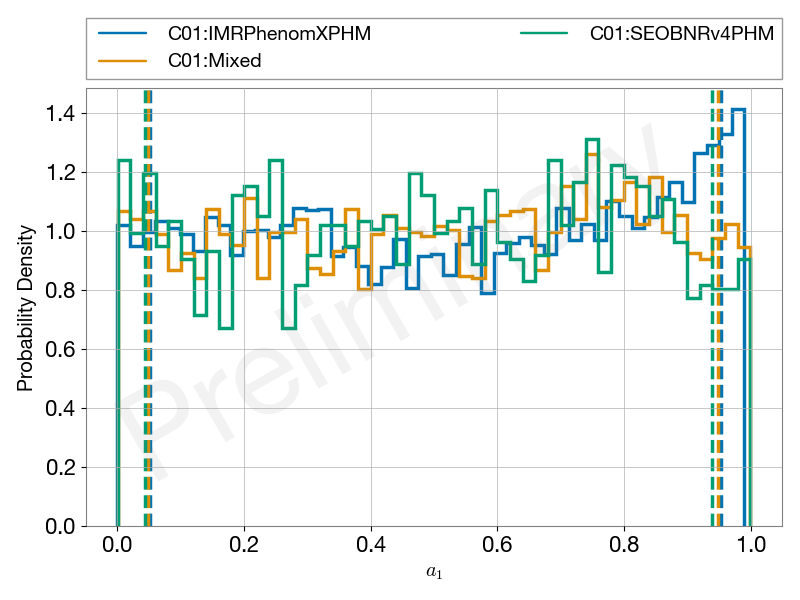 C01:IMRPhenomXPHM
C01:Mixed
C01:SEOBNRv4PHM
Probability Density
1.4
1.2
1.0
0.8
0.6
0.4
0.2
0.0
Preliminary
0.0 0.2 0.4 0.6 0.8 1.0
a₁